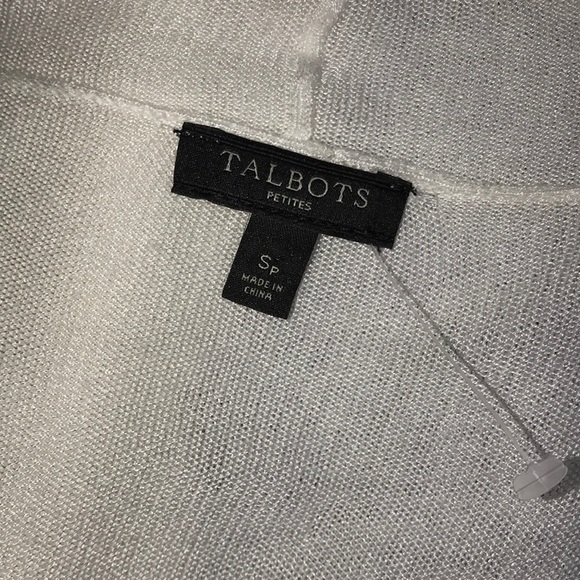 TALBOTS
PETITES
SP
MADE IN
CHINA